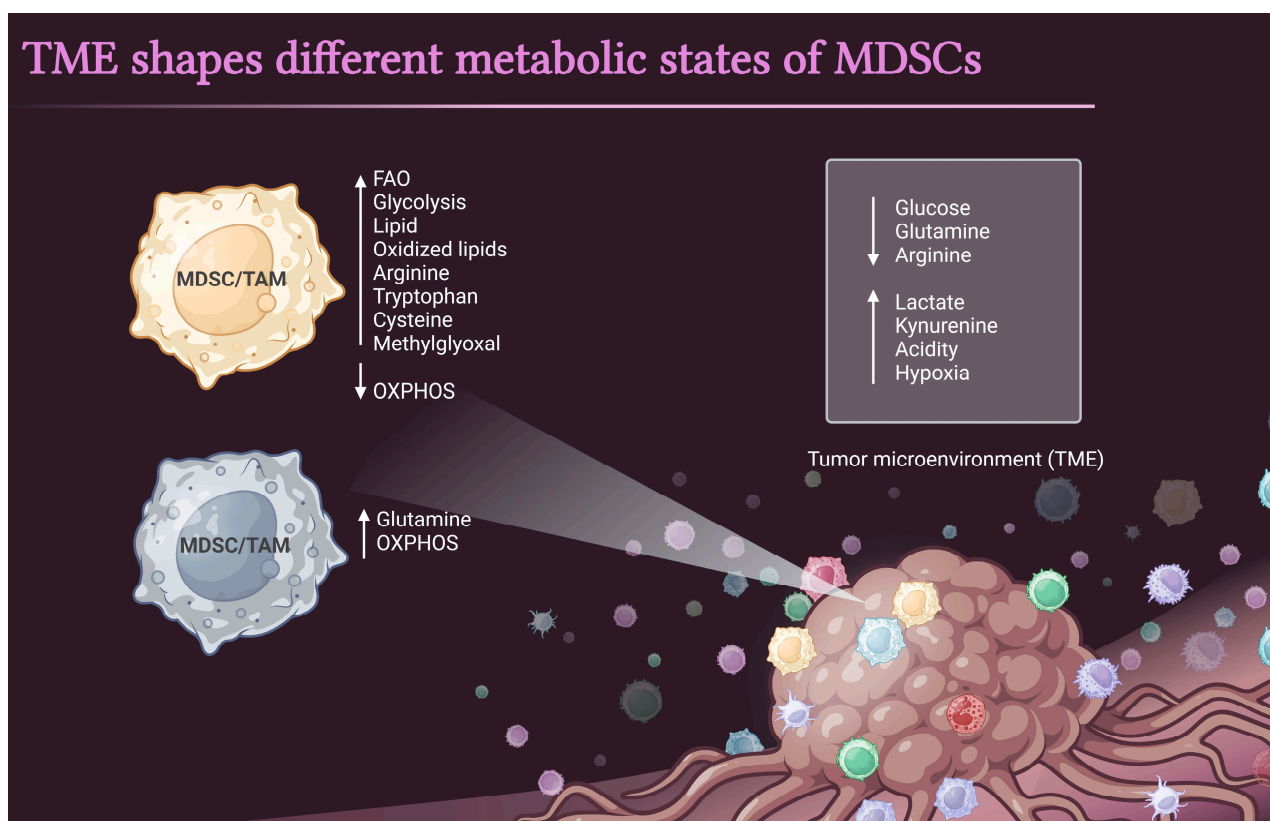 TME shapes different metabolic states of MDSCs
MDSC/TAM
FAO
Glycolysis
Lipid
Oxidized lipids
Arginine
Tryptophan
Cysteine
Methylglyoxal
OXPHOS
MDSC/TAM
Glutamine
OXPHOS
Glucose
Glutamine
Arginine
Lactate
Kynurenine
Acidity
Hypoxia
Tumor microenvironment (TME)